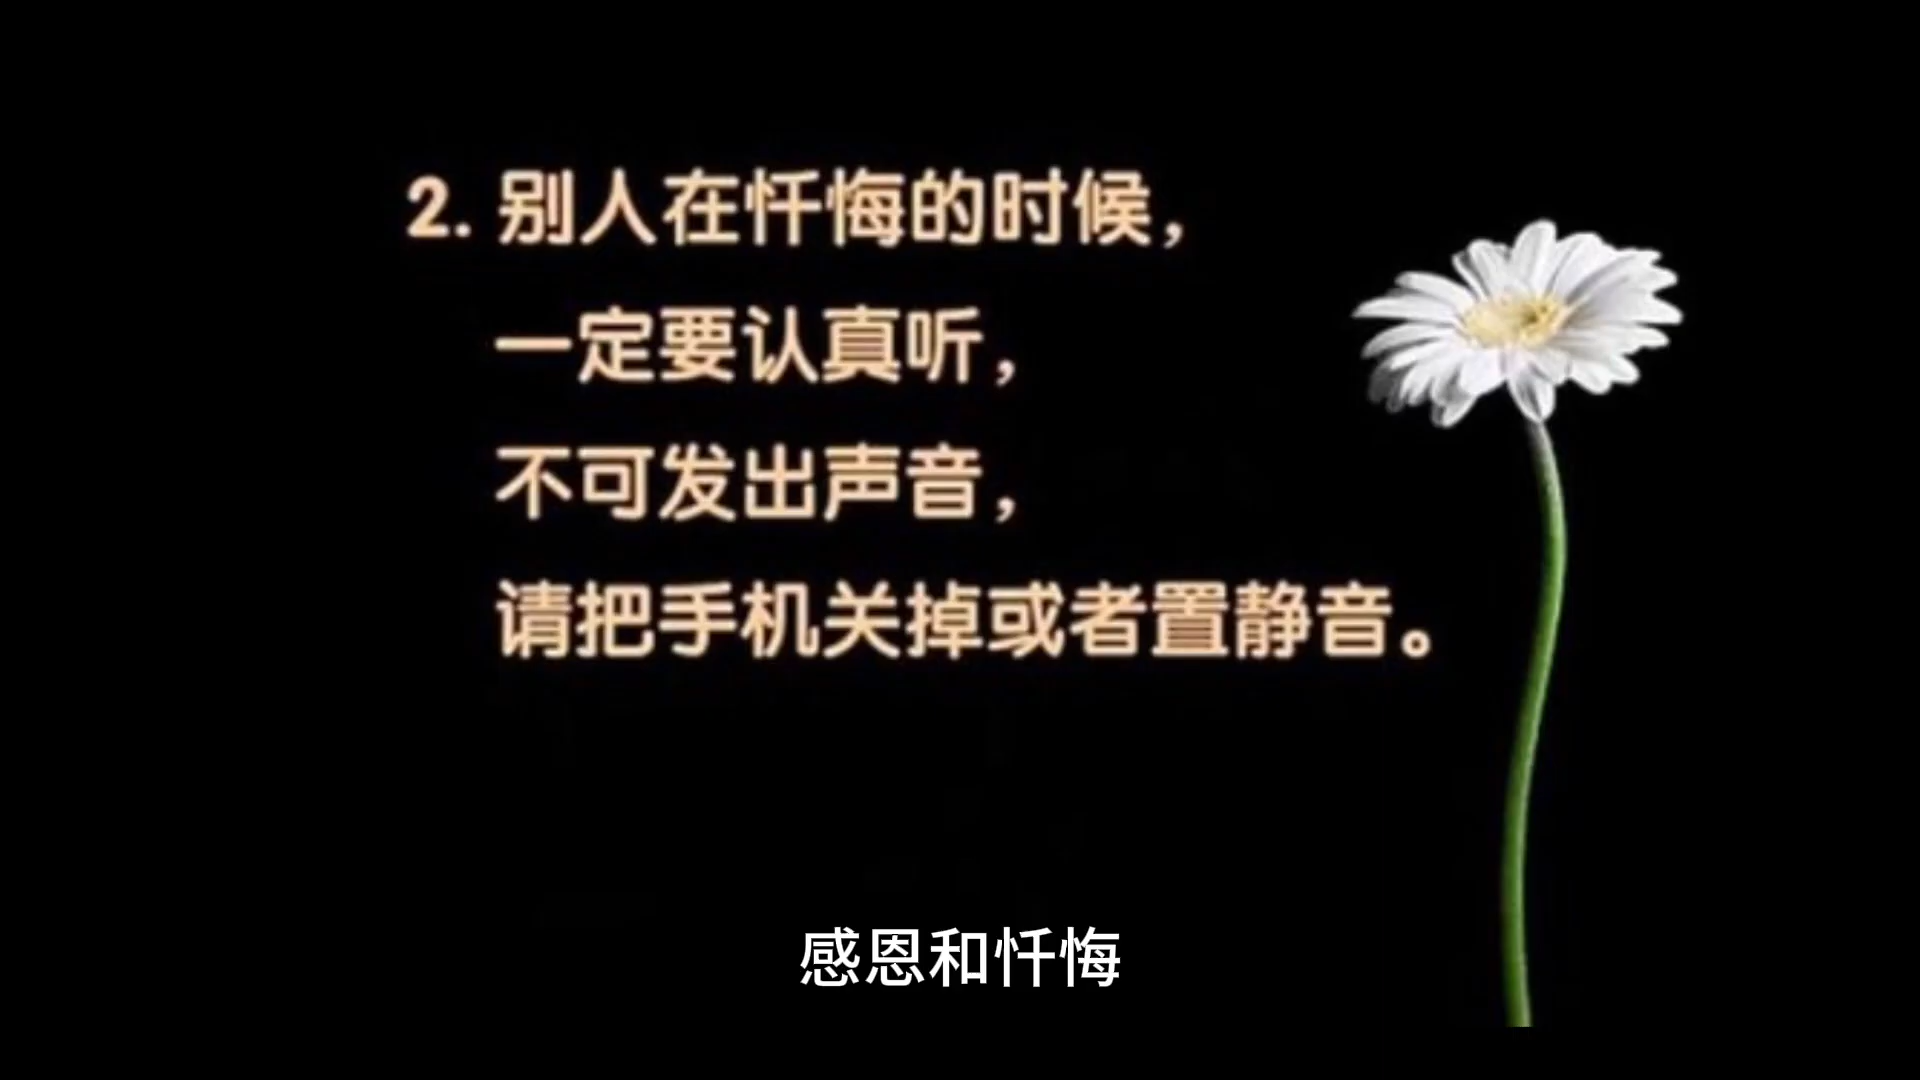 2. 别人在忏悔的时候，
一定要认真听，
不可发出声音，
请把手机关掉或者置静音。
感恩和忏悔